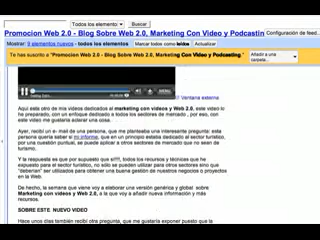 Todos los elementos Buscar
Promocion Web 2.0 - Blog Sobre Web 2.0, Marketing Con Video y Podcastin Configuración de feed...
Mostrar: 5 elementos nuevos - todos los elementos Marcar todos como leídos Actualizar
Te has suscrito a "Promocion Web 2.0 - Blog Sobre Web 2.0, Marketing Con Video y Podcasting." Añadir a una carpeta...
Ventana externa
Aquí esta otro de mis vídeos dedicados al marketing con videos y Web 2.0, este video lo
he preparado, con un enfoque dedicado a todos los sectores de mercado , por eso, con
este vídeo me gustaría aclarar una cosa.
Ayer, recibí un e- mail de una persona, que me planteaba una interesante pregunta: esta
persona quería saber si mi informe, que en un principio estaba dedicado al sector turístico,
por una cuestión puntual, se puede aplicar a otros sectores de mercado que no sean de
turismo.
Y la respuesta es que por supuesto que sí!!!!, todos los recursos y técnicas que he
expuesto para el sector turístico, no sólo se pueden utilizar para otros sectores sino que
"deberían" ser utilizados para obtener una buena gestión de nuestros negocios o proyectos
en la Web.
De hecho, la semana que viene voy a elaborar una versión genérica y global sobre
Marketing con videos y Web 2.0, a la que voy a añadir nueva información y más
recursos.
SOBRE ESTE NUEVO VIDEO
Hace unos días también recibí otra pregunta, que me gustaría exponer puesto que la